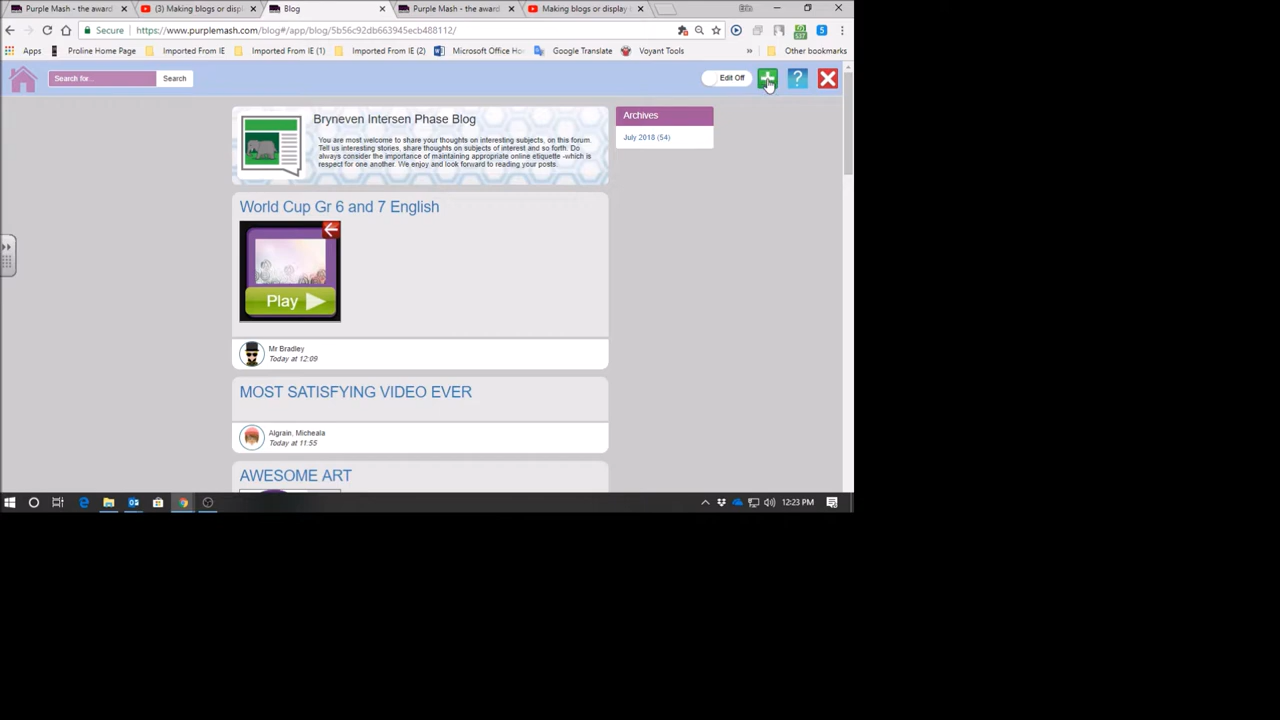 Purple Mash - the award
(3) Making blogs or displ
Blog
Purple Mash - the award
Making blogs or display t
Secure
https://www.purplemash.com/blog#/app/blog/5b56c92db663945ecb488112/
Apps
Proline Home Page
Imported From IE
Imported From IE (1)
Imported From IE (2)
Microsoft Office Ho
Google Translate
Voyant Tools
»
Other bookmarks
Search for...
Search
Edit Off
?
Bryneven Intersen Phase Blog
You are most welcome to share your thoughts on interesting subjects, on this forum.
Tell us interesting stories, share thoughts on subjects of interest and so forth. Do
always consider the importance of maintaining appropriate online etiquette -which is
respect for one another. We enjoy and look forward to reading your posts.
Archives
July 2018 (54)
World Cup Gr 6 and 7 English
Play
Mr Bradley
Today at 12:09
MOST SATISFYING VIDEO EVER
Algrain, Micheala
Today at 11:55
AWESOME ART
12:23 PM